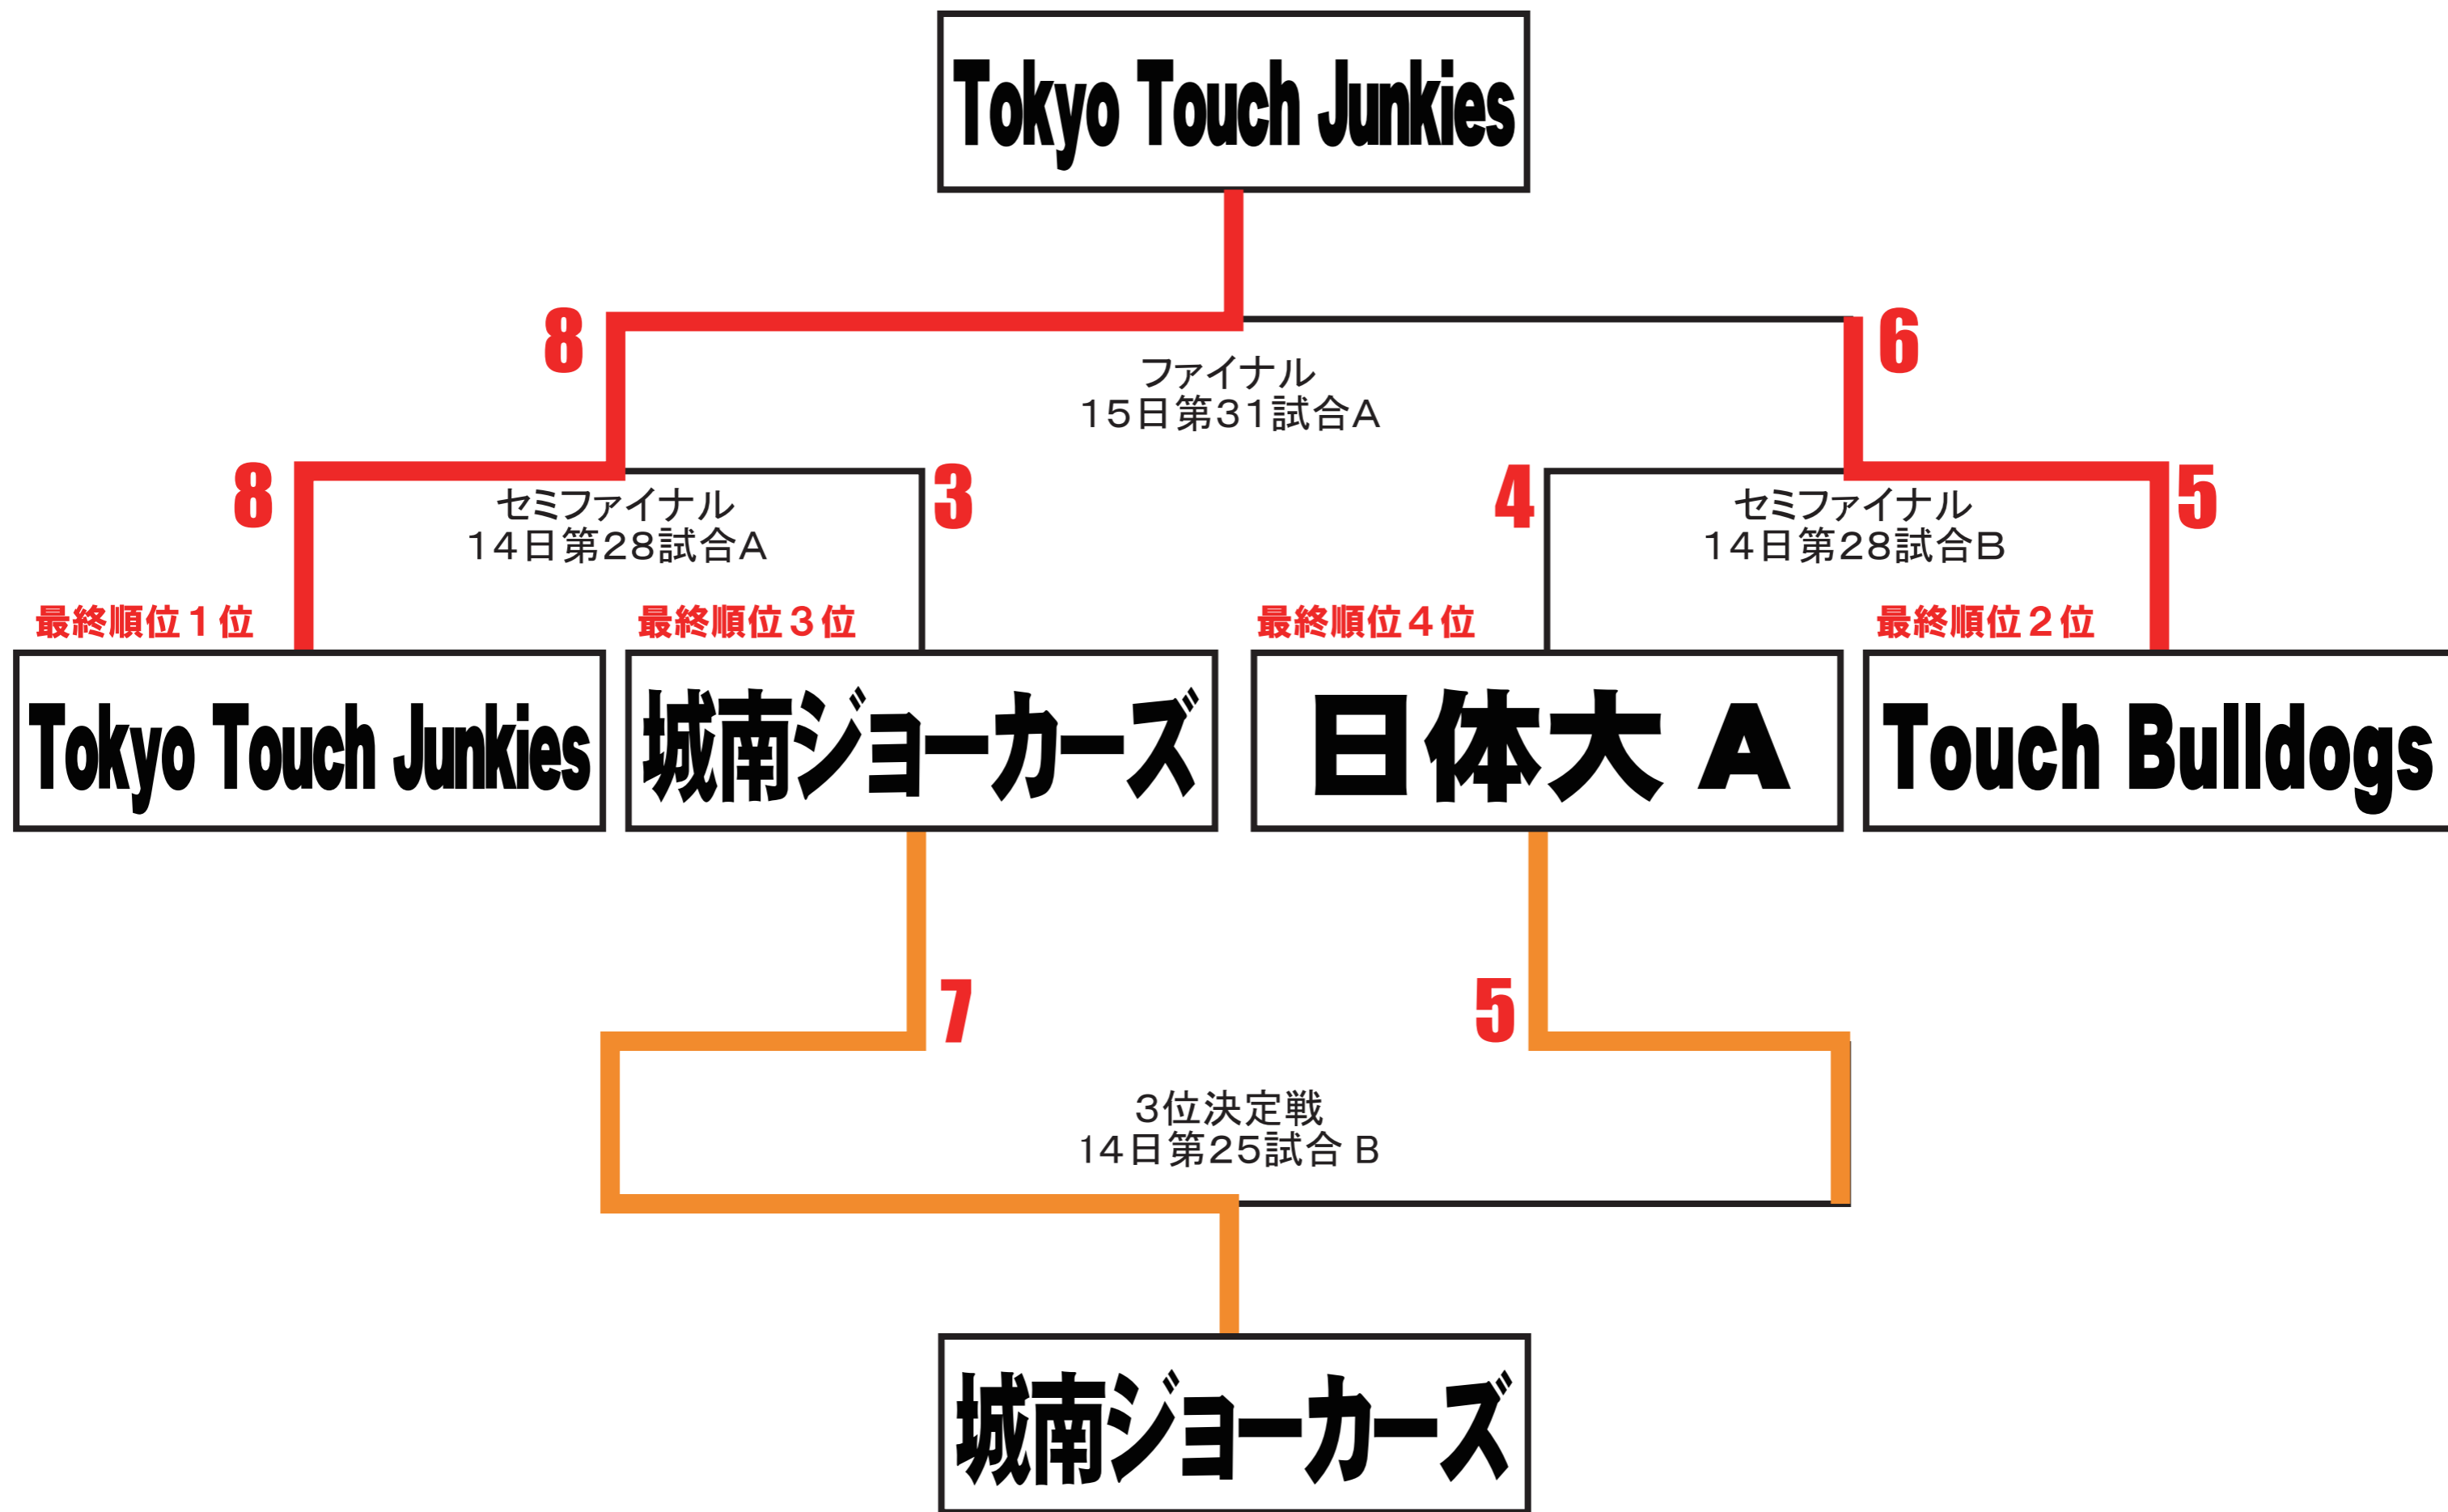 Tokyo Touch Junkies
8
6
ファイナル
15日第31試合A
8
3
4
5
セミファイナル
14日第28試合A
セミファイナル
14日第28試合B
最終順位1位
最終順位3位
最終順位4位
最終順位2位
Tokyo Touch Junkies
城南ジョーカーズ
日体大 A
Touch Bulldogs
7
5
3位決定戦
14日第25試合 B
城南ジョーカーズ